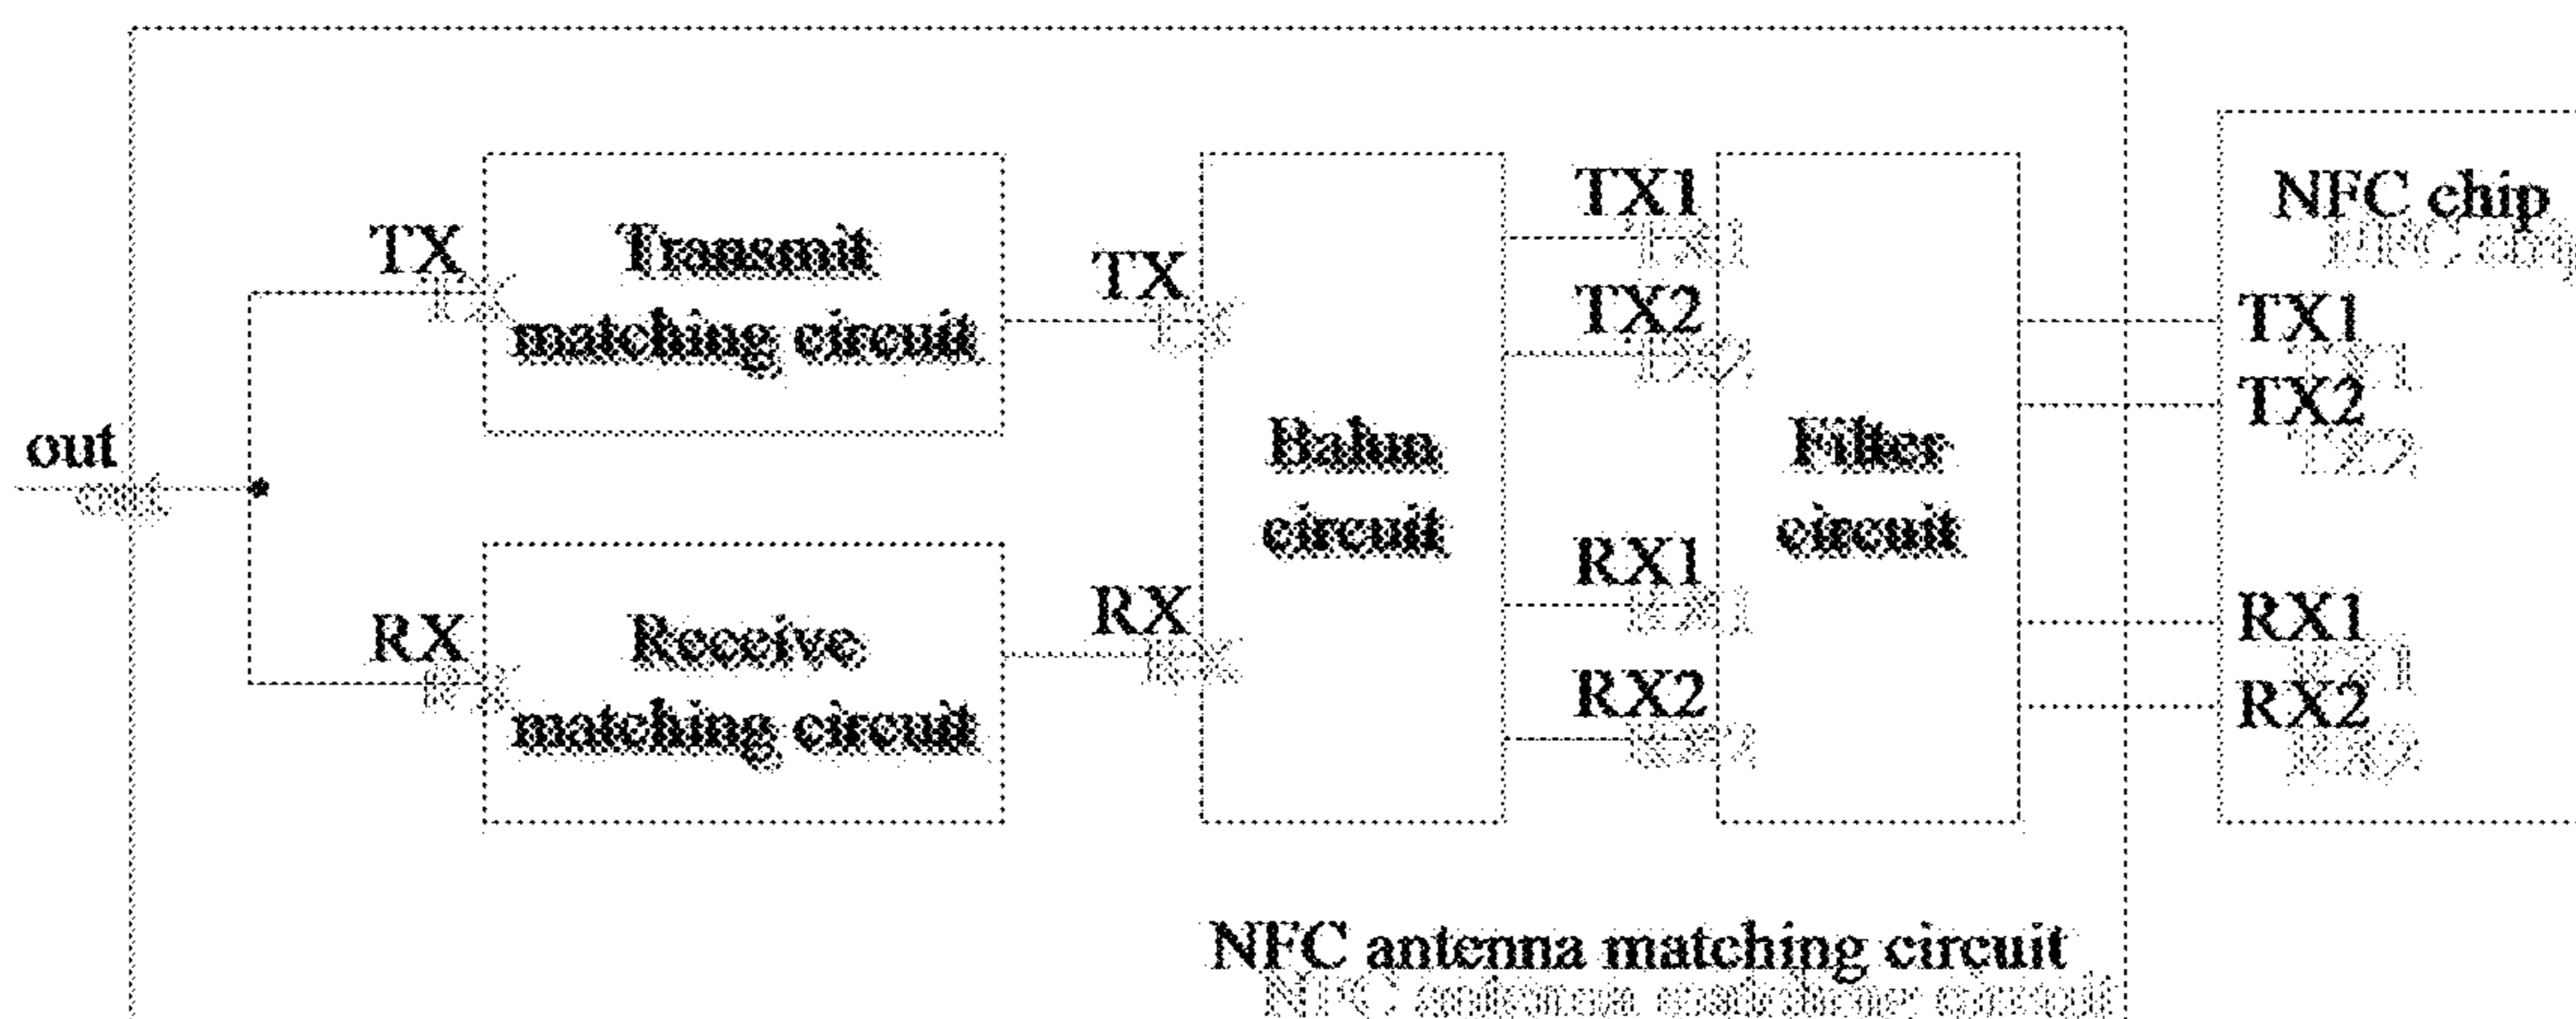 out
TX
Transmit
matching circuit
RX
Receive
matching circuit
TX
RX
Balun
circuit
TX1
TX2
RX1
RX2
Filter
circuit
NFC chip
TX1
TX2
RX1
RX2
NFC antenna matching circuit